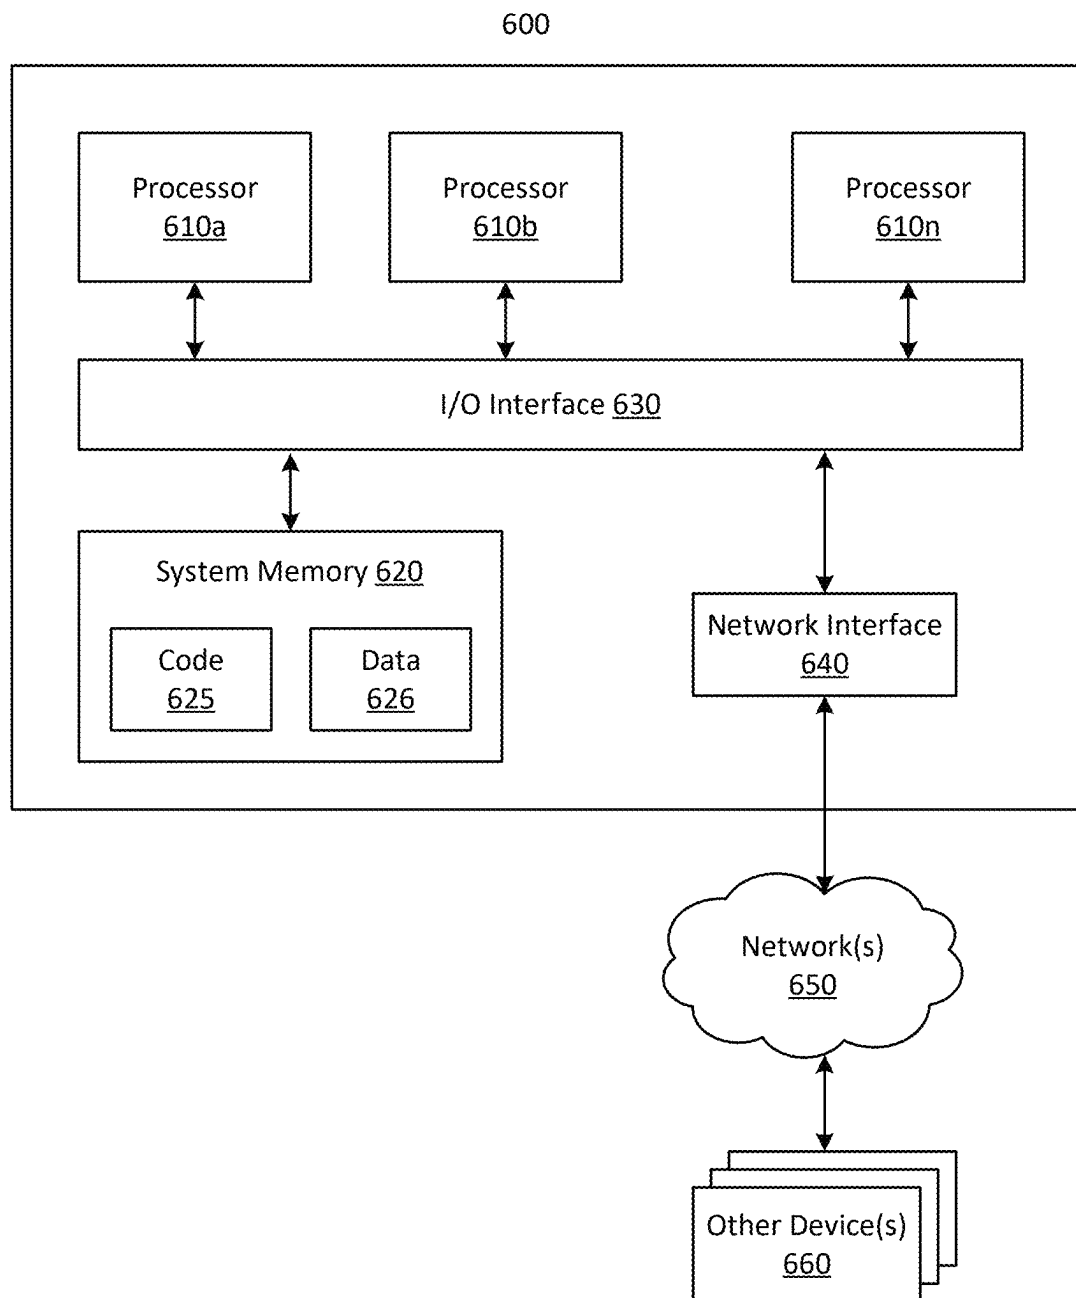 600
Processor
610a
Processor
610b
Processor
610n
I/O Interface 630
System Memory 620
Code
625
Data
626
Network Interface
640
Network(s)
650
Other Device(s)
660